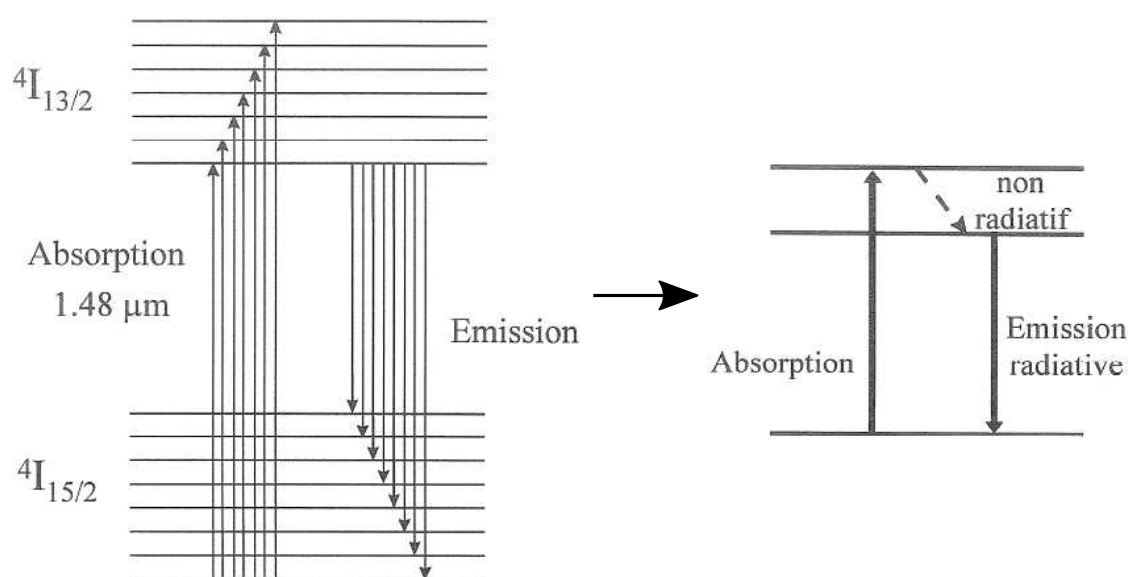 ⁴I₁₃/₂
Absorption
1.48 µm
Emission
⁴I₁₅/₂
non
radiatif
Absorption
Emission
radiative